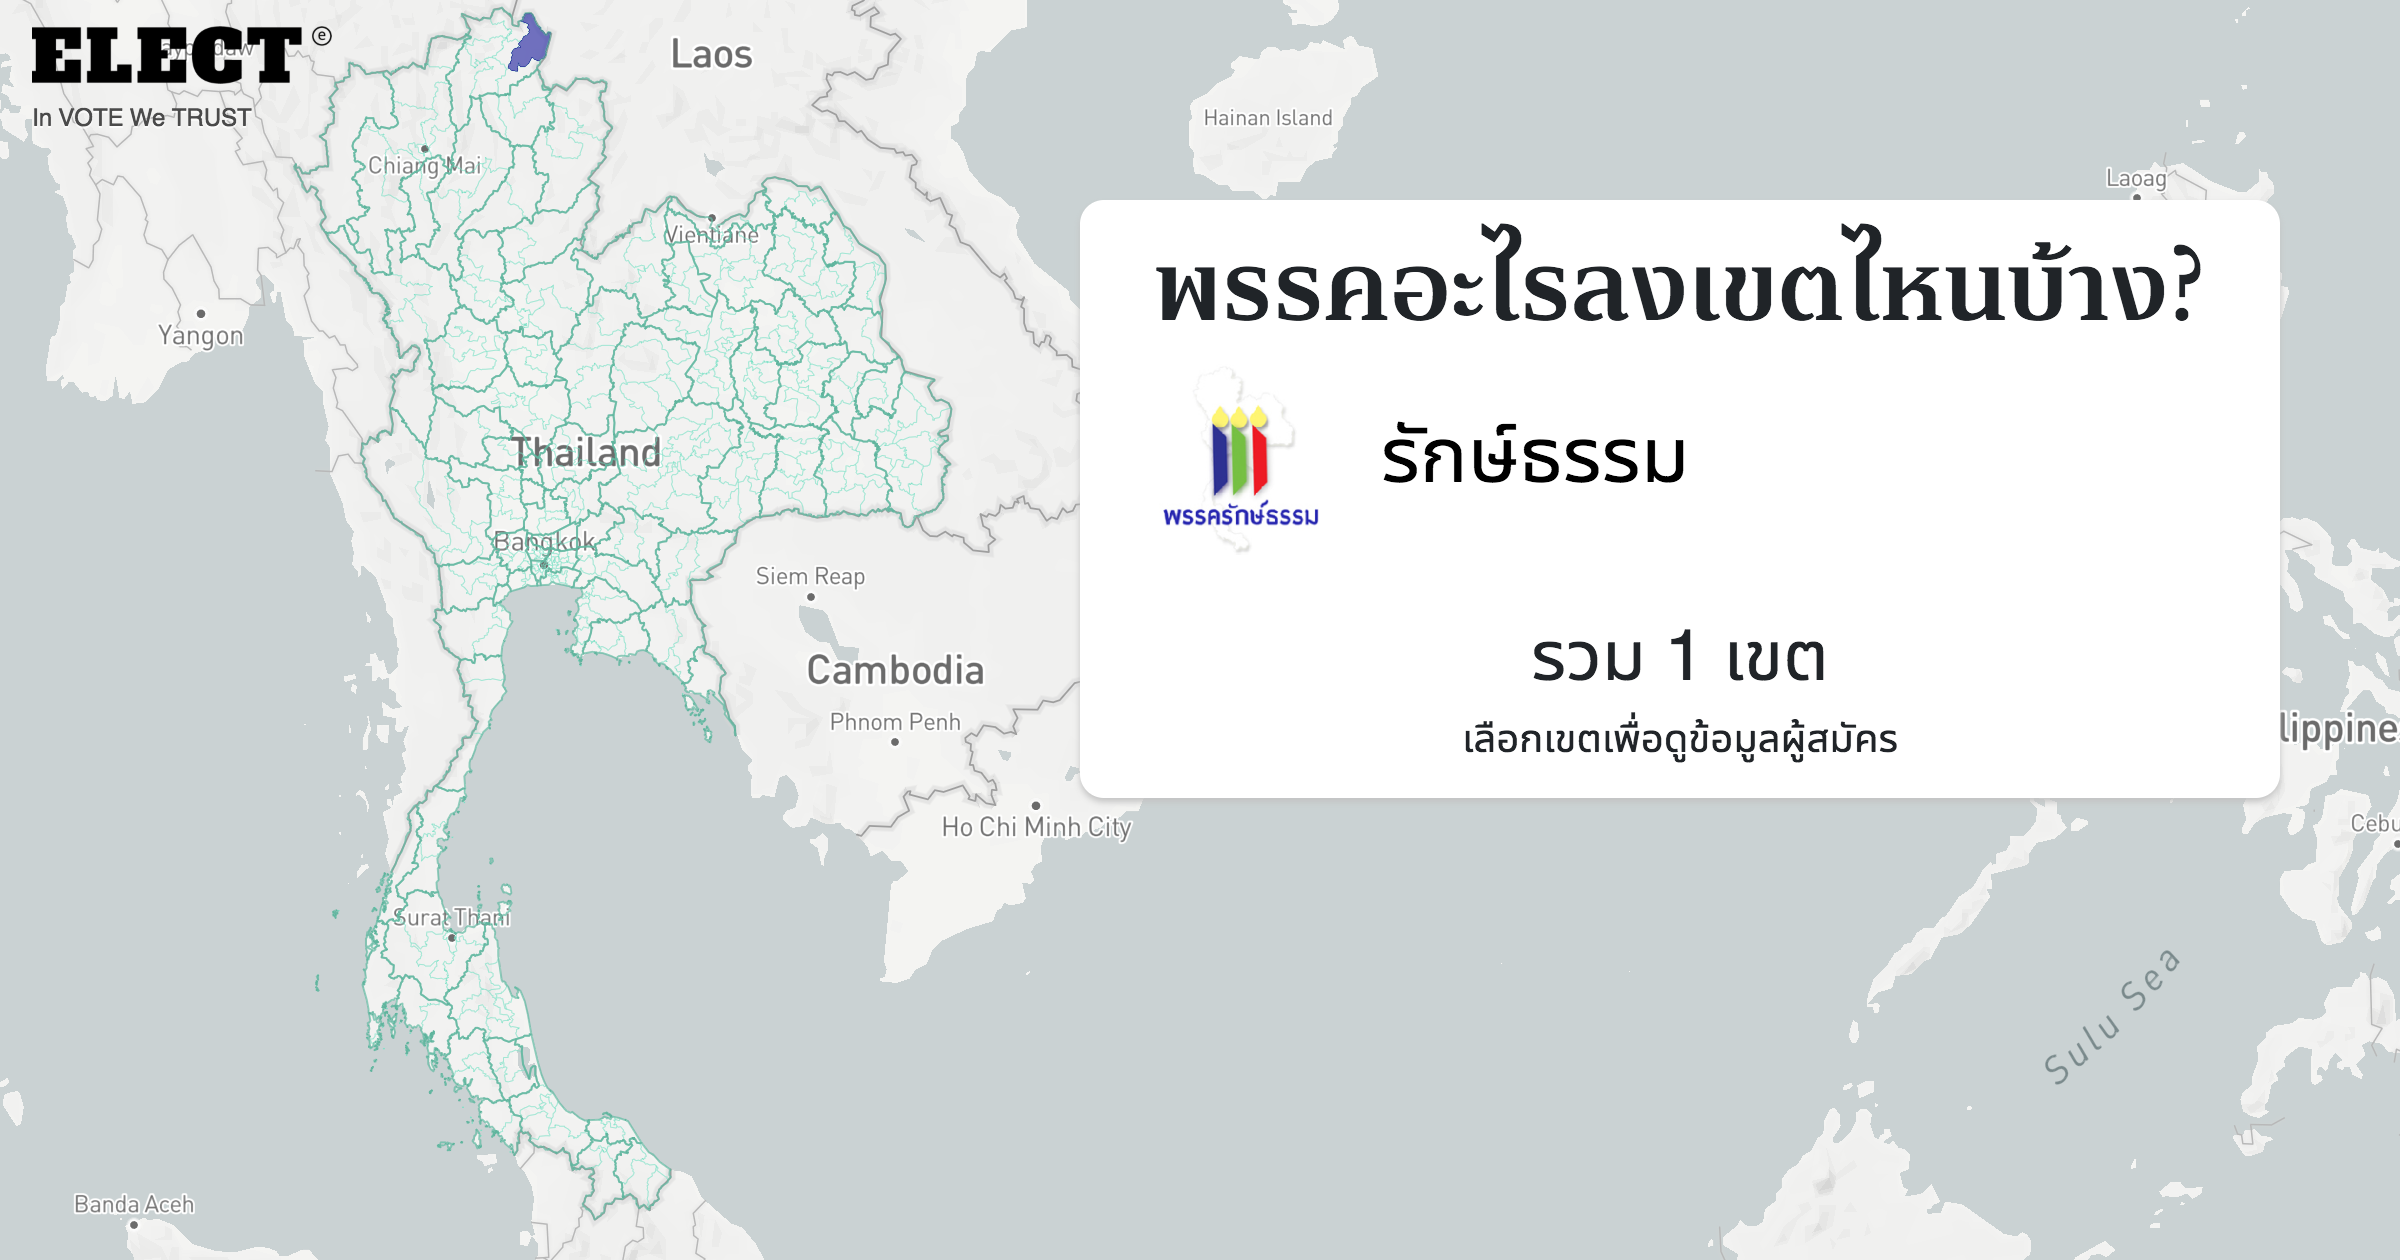 ELECT ⓔ
In VOTE We TRUST
Laos
Hainan Island
Chiang Mai
Laoag
Vientiane
Yangon
พรรคอะไรลงเขตไหนบ้าง?
รักษ์ธรรม
พรรครักษ์ธรรม
Thailand
Bangkok
Siem Reap
รวม 1 เขต
Cambodia
Phnom Penh
เลือกเขตเพื่อดูข้อมูลผู้สมัคร
lippine
Ho Chi Minh City
Cebu
Surat Thani
Sulu Sea
Banda Aceh